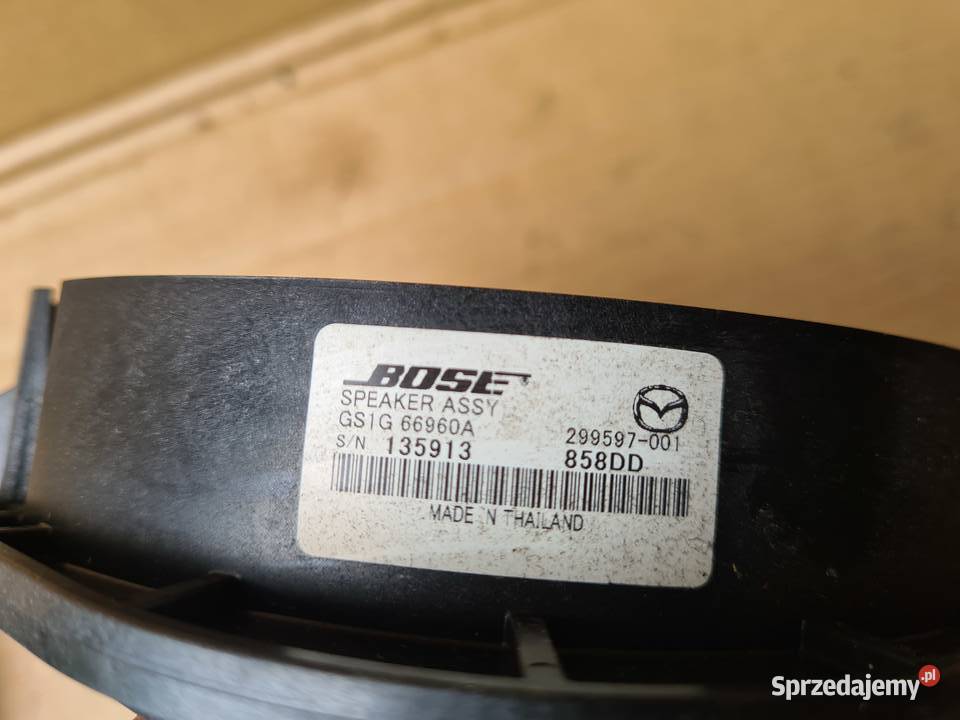 BOSE
SPEAKER ASSY
GS1G 66960A
299597-001
S/N 135913
858DD
MADE IN THAILAND
Sprzedajemy.pl